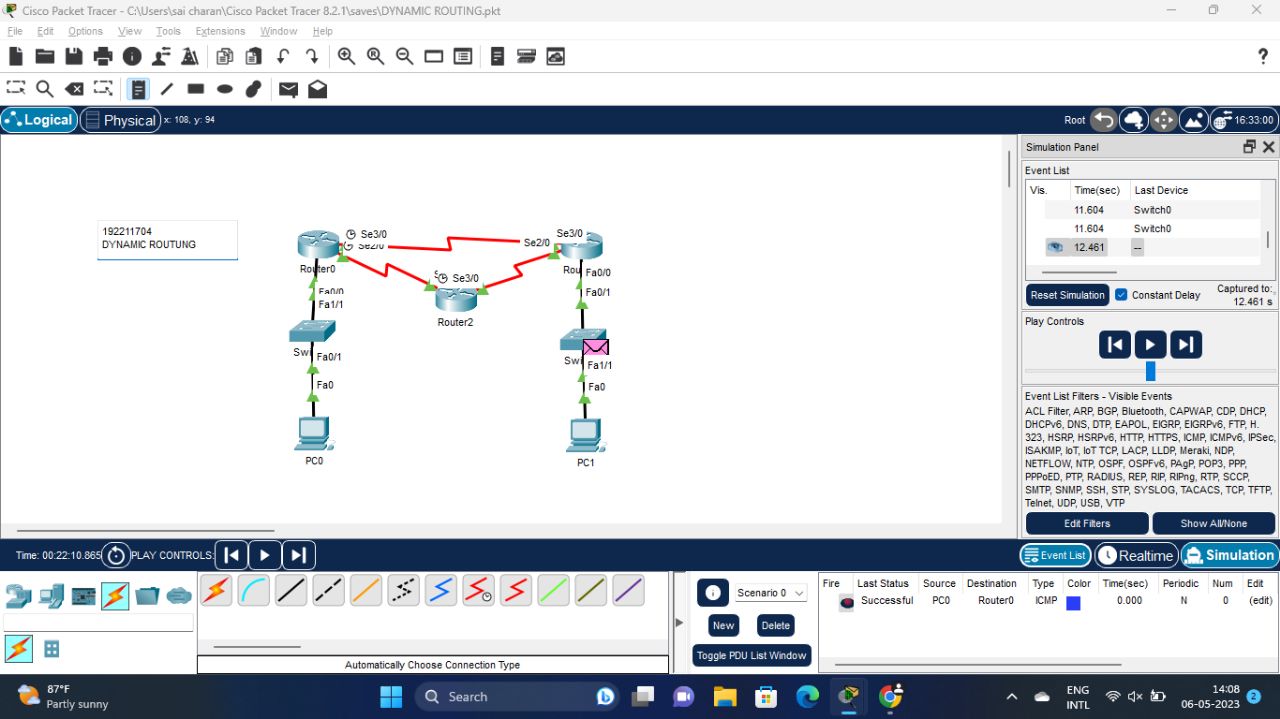 Cisco Packet Tracer - C:\Users\sai charan\Cisco Packet Tracer 8.2.1\saves\DYNAMIC ROUTING.pkt
File Edit Options View Tools Extensions Window Help
?
Logical Physical x: 108, y: 94 Root 16:33:00
Simulation Panel
Event List
Vis. Time(sec) Last Device
11.604 Switch0
11.604 Switch0
12.461 --
Reset Simulation Constant Delay Captured to:
12.461 s
Play Controls
Event List Filters - Visible Events
ACL Filter, ARP, BGP, Bluetooth, CAPWAP, CDP, DHCP,
DHCPv6, DNS, DTP, EAPOL, EIGRP, EIGRPv6, FTP, H.
323, HSRP, HSRPv6, HTTP, HTTPS, ICMP, ICMPv6, IPSec,
ISAKMP, IoT, IoT TCP, LACP, LLDP, Meraki, NDP,
NETFLOW, NTP, OSPF, OSPFv6, PAgP, POP3, PPP,
PPPoED, PTP, RADIUS, REP, RIP, RIPng, RTP, SCCP,
SMTP, SNMP, SSH, STP, SYSLOG, TACACS, TCP, TFTP,
Telnet, UDP, USB, VTP
Edit Filters Show All/None
192211704
DYNAMIC ROUTUNG
Se3/0
Se2/0
Router0
Fa0/0
Fa1/1
Swi
Fa0/1
Fa0
PC0
Se3/0
Router2
Se3/0
Se2/0
Rou Fa0/0
Fa0/1
Swi
Fa1/1
Fa0
PC1
Time: 00:22:10.865 PLAY CONTROLS: Event List Realtime Simulation
Automatically Choose Connection Type
Scenario 0
New Delete
Toggle PDU List Window
Fire Last Status Source Destination Type Color Time(sec) Periodic Num Edit
Successful PC0 Router0 ICMP 0.000 N 0 (edit)
87°F
Partly sunny
Search
ENG
INTL
14:08
06-05-2023
2